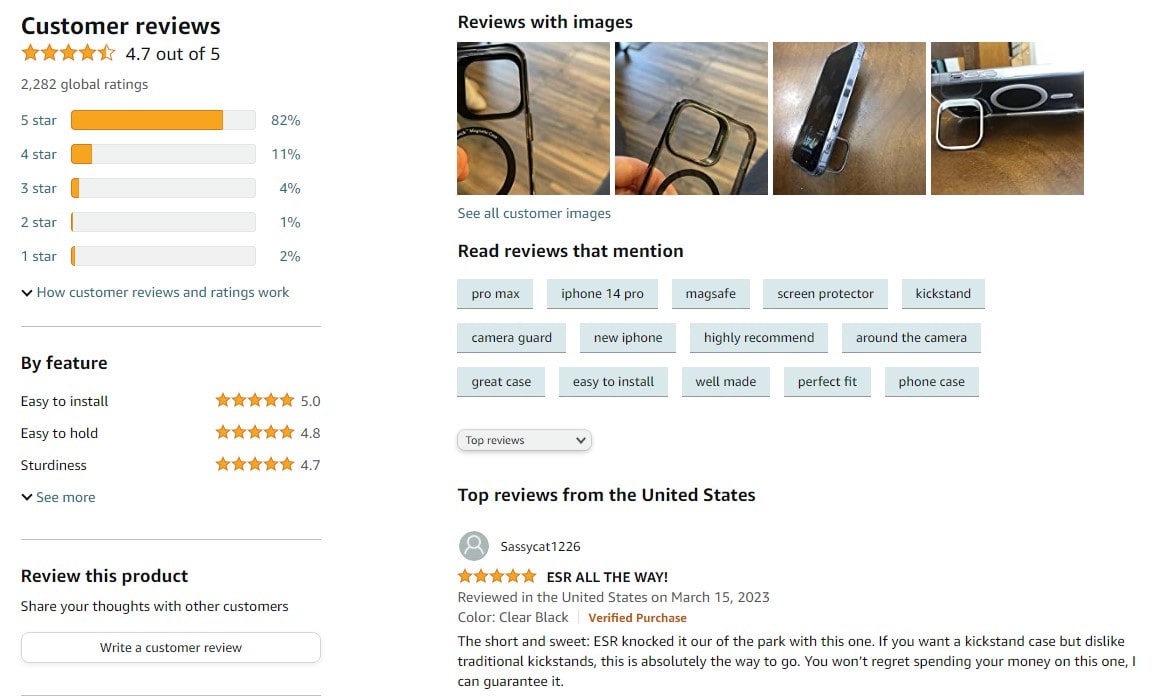 Customer reviews
4.7 out of 5
2,282 global ratings
5 star 82%
4 star 11%
3 star 4%
2 star 1%
1 star 2%
How customer reviews and ratings work
By feature
Easy to install 5.0
Easy to hold 4.8
Sturdiness 4.7
See more
Review this product
Share your thoughts with other customers
Write a customer review
Reviews with images
Magnetic Case
See all customer images
Read reviews that mention
pro max iphone 14 pro magsafe screen protector kickstand
camera guard new iphone highly recommend around the camera
great case easy to install well made perfect fit phone case
Top reviews
Top reviews from the United States
Sassycat1226
ESR ALL THE WAY!
Reviewed in the United States on March 15, 2023
Color: Clear Black Verified Purchase
The short and sweet: ESR knocked it our of the park with this one. If you want a kickstand case but dislike
traditional kickstands, this is absolutely the way to go. You won't regret spending your money on this one, I
can guarantee it.